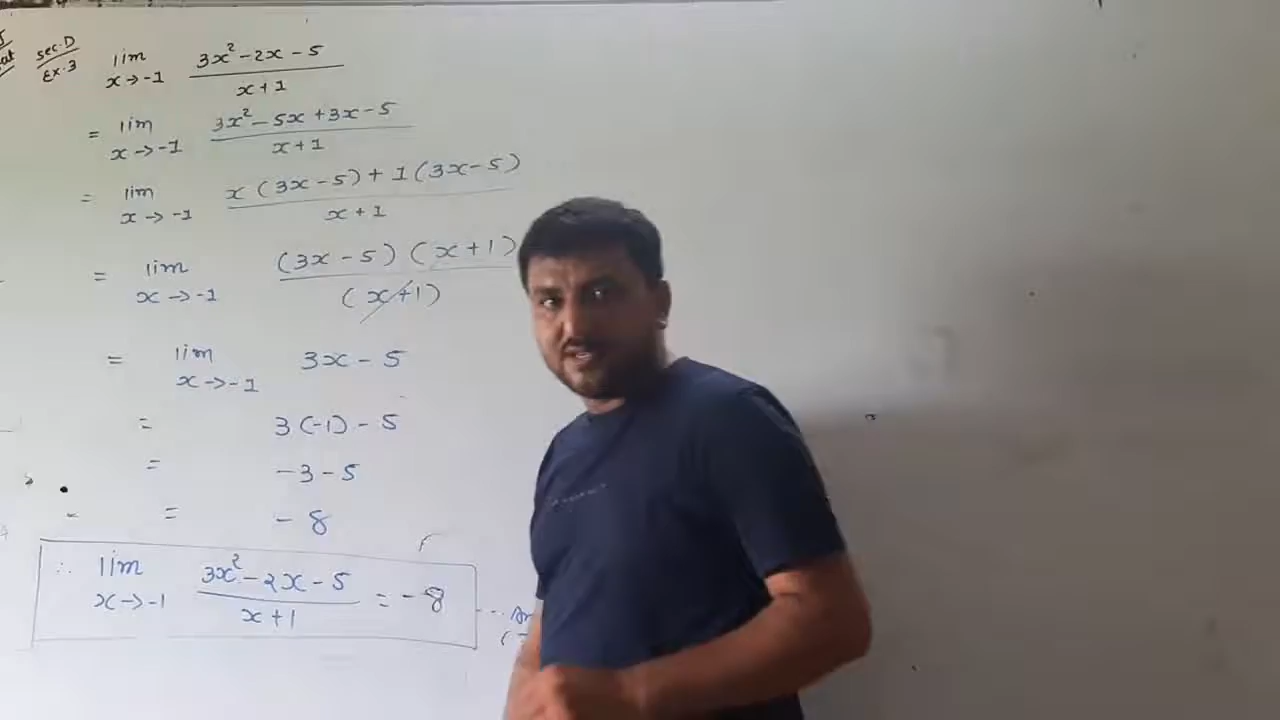 sec.D
Ex.3
lim x→-1 (3x² - 2x - 5)/(x+1)
= lim x→-1 (3x² - 5x + 3x - 5)/(x+1)
= lim x→-1 (x(3x-5) + 1(3x-5))/(x+1)
= lim x→-1 ((3x-5)(x+1))/((x+1))
= lim x→-1 3x - 5
= 3(-1) - 5
= -3 - 5
= -8
∴ lim x→-1 (3x² - 2x - 5)/(x+1) = -8